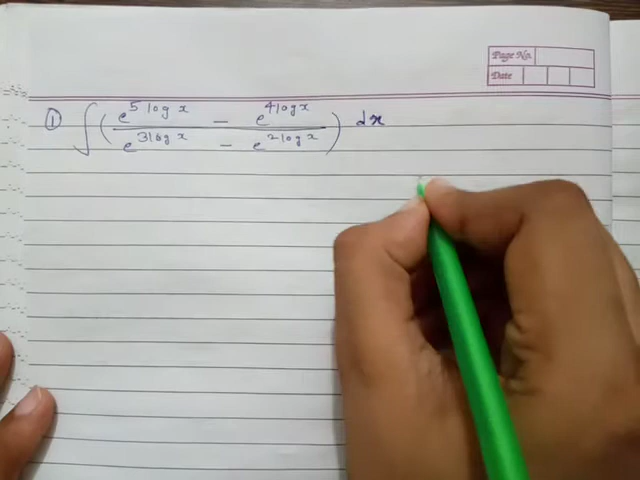 Page No.
Date
① ∫ ( (e^{5 log x} - e^{4 log x}) / (e^{3 log x} - e^{2 log x}) ) dx